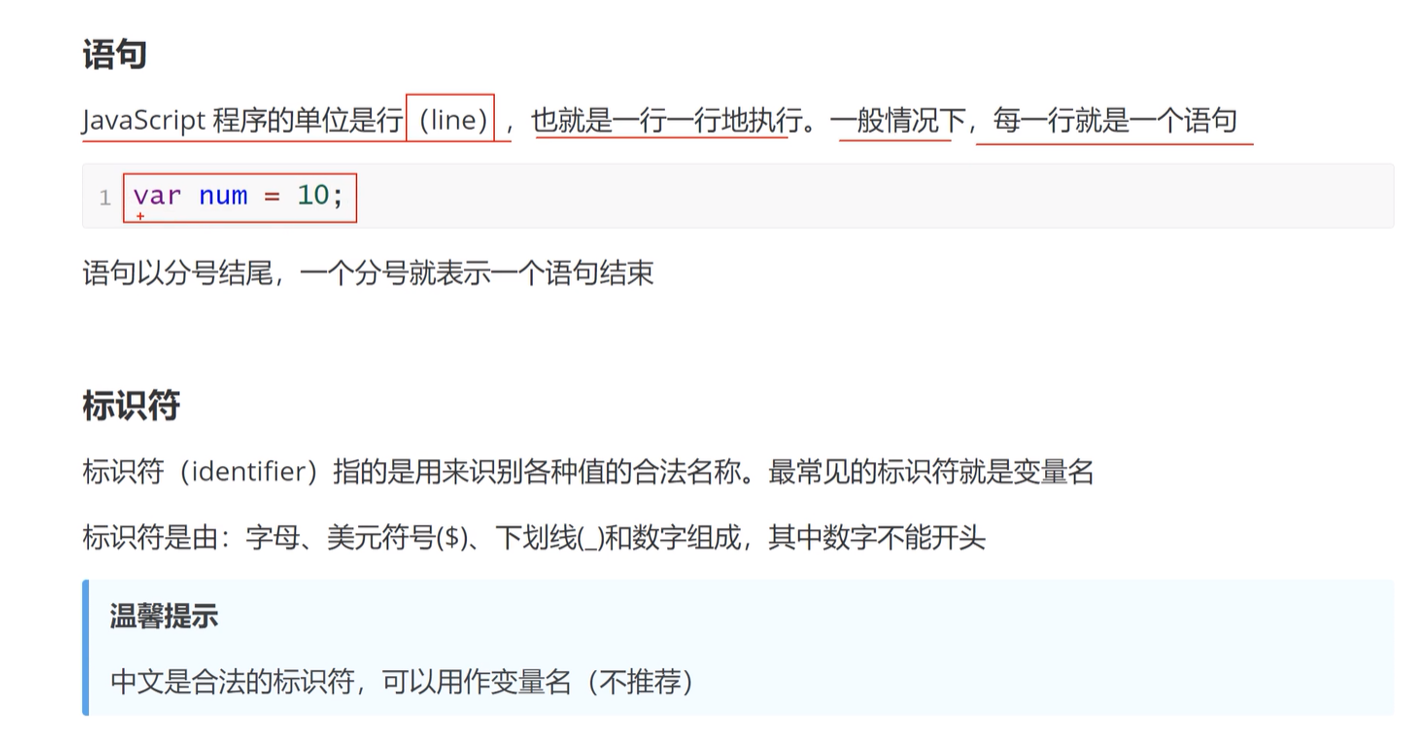 语句
JavaScript 程序的单位是行（line），也就是一行一行地执行。一般情况下，每一行就是一个语句
1 var num = 10;
语句以分号结尾，一个分号就表示一个语句结束
标识符
标识符（identifier）指的是用来识别各种值的合法名称。最常见的标识符就是变量名
标识符是由：字母、美元符号($)、下划线(_)和数字组成，其中数字不能开头
温馨提示
中文是合法的标识符，可以用作变量名（不推荐）